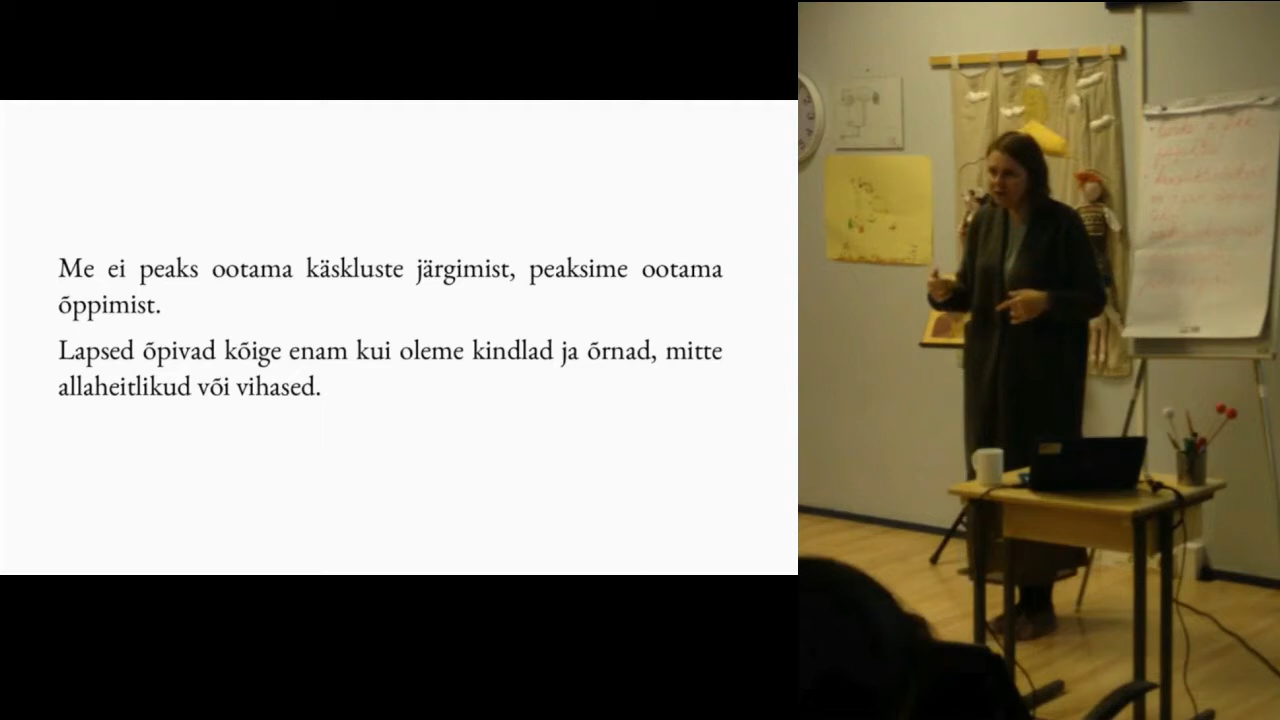 Me ei peaks ootama käskluste järgimist, peaksime ootama
õppimist.
Lapsed õpivad kõige enam kui oleme kindlad ja õrnad, mitte
allaheitlikud või vihased.